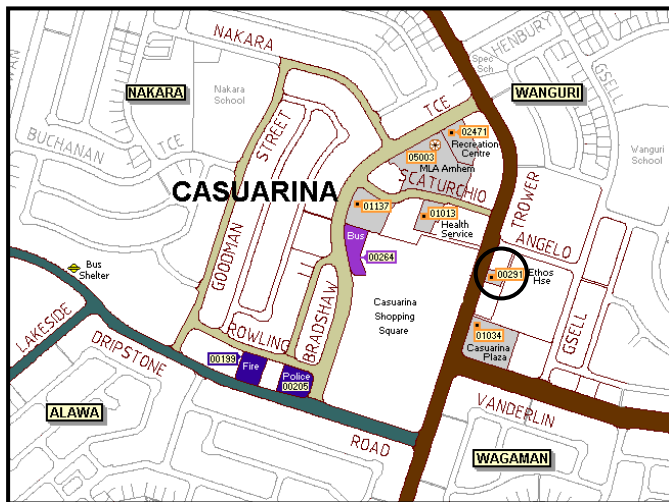 NAKARA
HENBURY
Spec
Sch
GSELL
NAKARA
Nakara
School
TCE
WANGURI
02471
Recreation
Centre
05003
MLA Arnhem
Wanguri
School
BUCHANAN
TCE
STREET
SCATURCHIO
CASUARINA
01137
01013
Health
Service
TROWER
Bus
00264
ANGELO
GOODMAN
Bus
Shelter
00291
Ethos
Hse
Casuarina
Shopping
Square
LAKESIDE
DRIPSTONE
ROWLING
BRADSHAW
01034
Casuarina
Plaza
GSELL
00199
Fire
Police
00205
VANDERLIN
ALAWA
ROAD
WAGAMAN